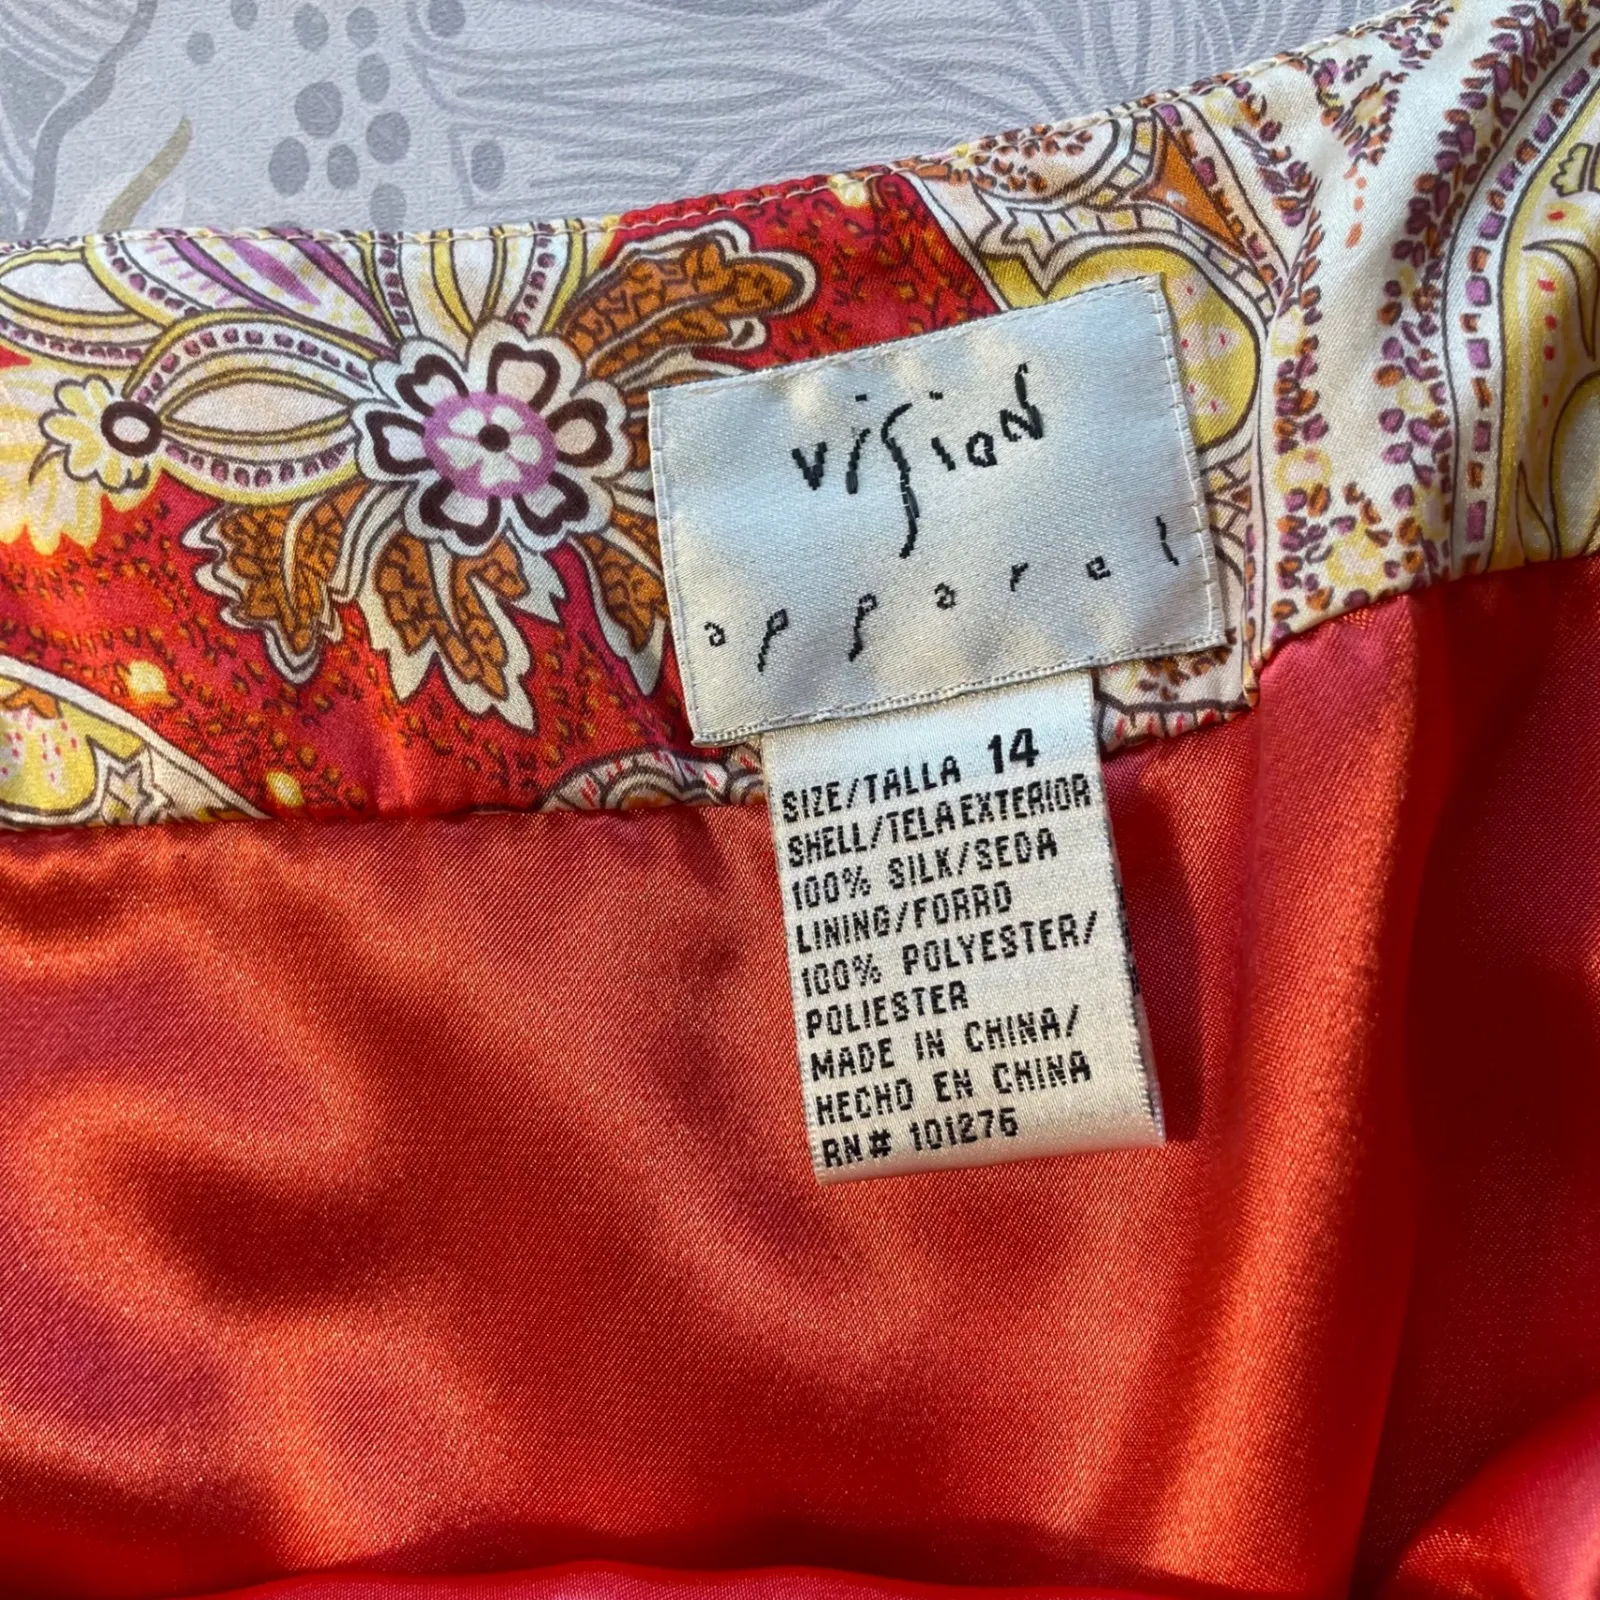 vision
apparel
SIZE/TALLA 14
SHELL/TELA EXTERIOR
100% SILK/SEDA
LINING/FORRO
100% POLYESTER/
POLIESTER
MADE IN CHINA/
HECHO EN CHINA
RN# 101276